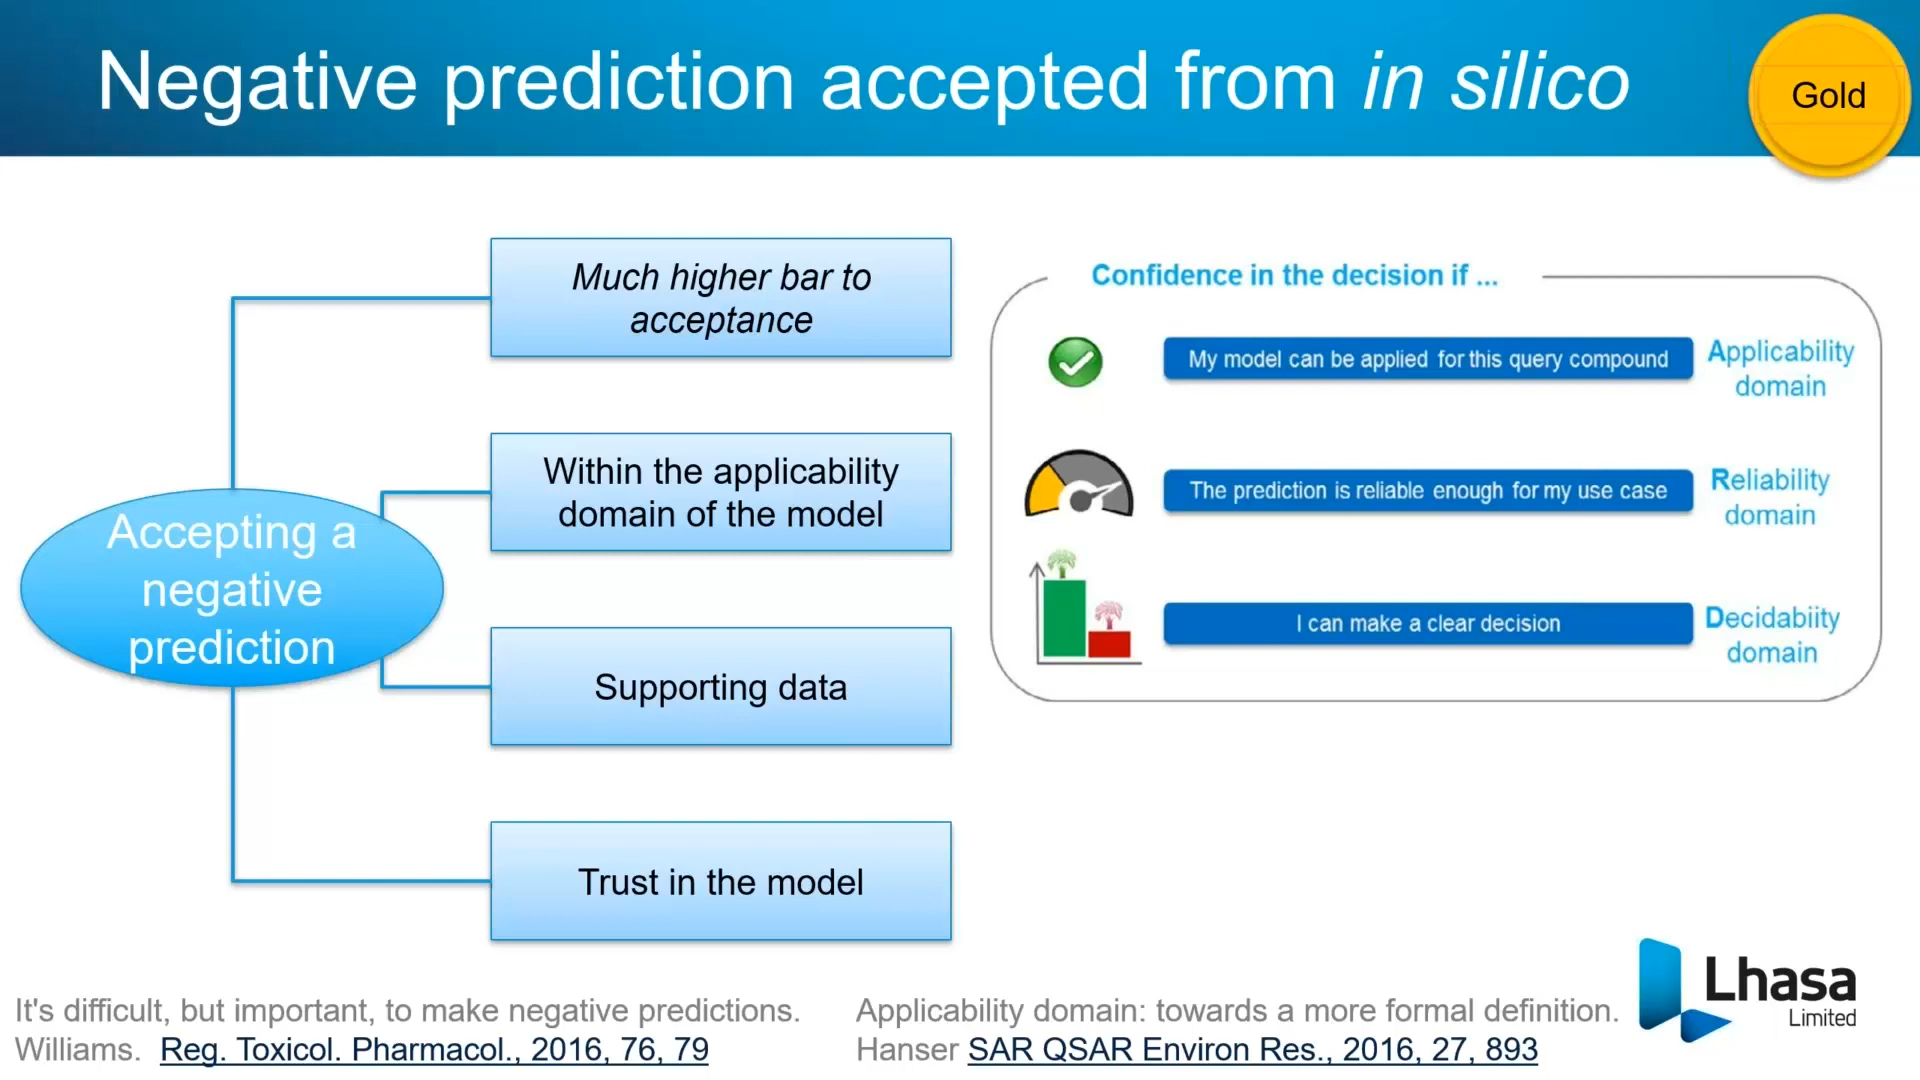 Negative prediction accepted from in silico
Gold
Much higher bar to
acceptance
Within the applicability
domain of the model
Accepting a
negative
prediction
Supporting data
Trust in the model
Confidence in the decision if ...
My model can be applied for this query compound
Applicability
domain
The prediction is reliable enough for my use case
Reliability
domain
I can make a clear decision
Decidabiity
domain
It's difficult, but important, to make negative predictions.
Williams. Reg. Toxicol. Pharmacol., 2016, 76, 79
Applicability domain: towards a more formal definition.
Hanser SAR QSAR Environ Res., 2016, 27, 893
Lhasa
Limited